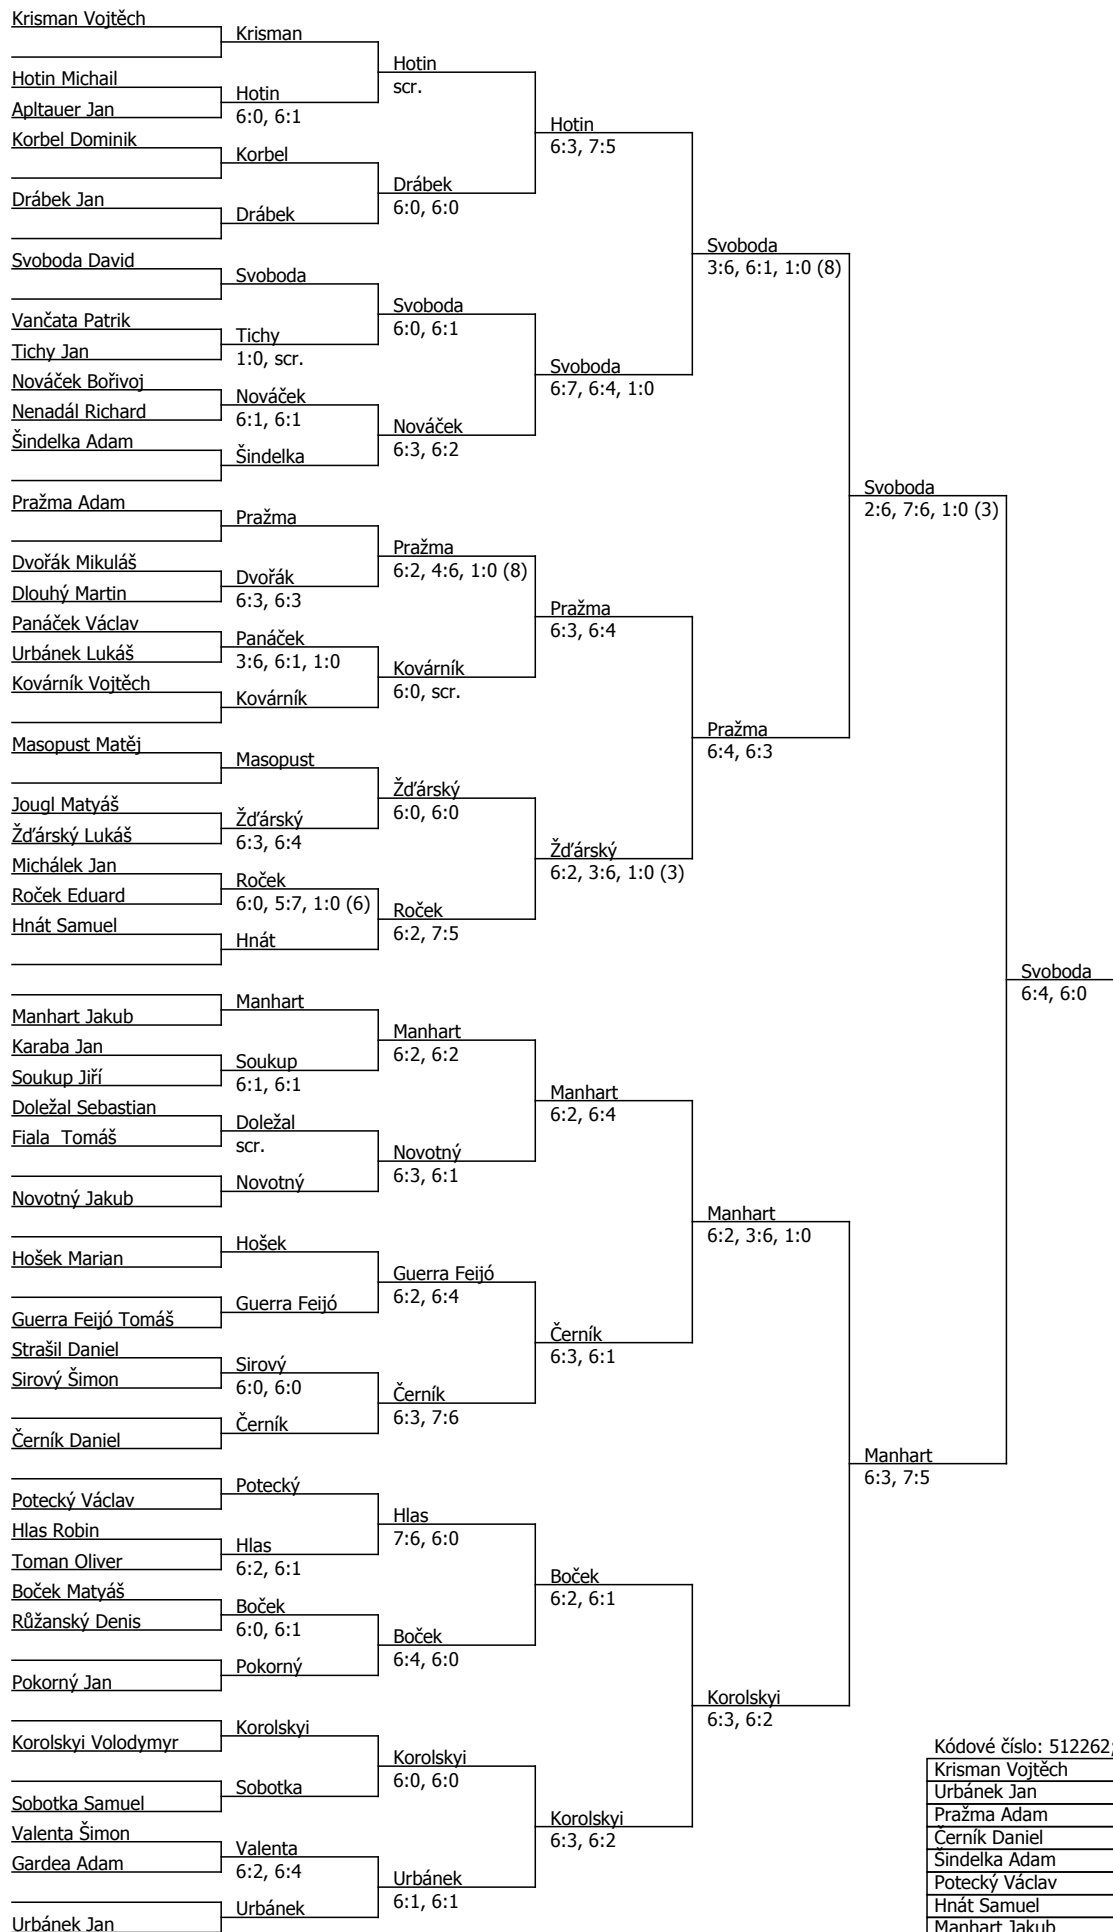 Krisman Vojtěch
Hotin Michail
Apltauer Jan
Korbel Dominik
Drábek Jan
Svoboda David
Vančata Patrik
Tichy Jan
Nováček Bořivoj
Nenadál Richard
Šindelka Adam
Pražma Adam
Dvořák Mikuláš
Dlouhý Martin
Panáček Václav
Urbánek Lukáš
Kovárník Vojtěch
Masopust Matěj
Jougl Matyáš
Žďárský Lukáš
Michálek Jan
Roček Eduard
Hnát Samuel
Manhart Jakub
Karaba Jan
Soukup Jiří
Doležal Sebastian
Fiala  Tomáš
Novotný Jakub
Hošek Marian
Guerra Feijó Tomáš
Strašil Daniel
Sirový Šimon
Černík Daniel
Potecký Václav
Hlas Robin
Toman Oliver
Boček Matyáš
Růžanský Denis
Pokorný Jan
Korolskyi Volodymyr
Sobotka Samuel
Valenta Šimon
Gardea Adam
Urbánek Jan
Krisman
Hotin
6:0, 6:1
Korbel
Drábek
Svoboda
Tichy
1:0, scr.
Nováček
6:1, 6:1
Šindelka
Pražma
Dvořák
6:3, 6:3
Panáček
3:6, 6:1, 1:0
Kovárník
Masopust
Žďárský
6:3, 6:4
Roček
6:0, 5:7, 1:0 (6)
Hnát
Manhart
Soukup
6:1, 6:1
Doležal
scr.
Novotný
Hošek
Guerra Feijó
Sirový
6:0, 6:0
Černík
Potecký
Hlas
6:2, 6:1
Boček
6:0, 6:1
Pokorný
Korolskyi
Sobotka
Valenta
6:2, 6:4
Urbánek
Hotin
scr.
Drábek
6:0, 6:0
Svoboda
6:0, 6:1
Nováček
6:3, 6:2
Pražma
6:2, 4:6, 1:0 (8)
Kovárník
6:0, scr.
Žďárský
6:0, 6:0
Roček
6:2, 7:5
Manhart
6:2, 6:2
Novotný
6:3, 6:1
Guerra Feijó
6:2, 6:4
Černík
6:3, 7:6
Hlas
7:6, 6:0
Boček
6:4, 6:0
Korolskyi
6:0, 6:0
Urbánek
6:1, 6:1
Hotin
6:3, 7:5
Svoboda
6:7, 6:4, 1:0
Pražma
6:3, 6:4
Žďárský
6:2, 3:6, 1:0 (3)
Manhart
6:2, 6:4
Černík
6:3, 6:1
Boček
6:2, 6:1
Korolskyi
6:3, 6:2
Svoboda
3:6, 6:1, 1:0 (8)
Pražma
6:4, 6:3
Manhart
6:2, 3:6, 1:0
Korolskyi
6:3, 6:2
Svoboda
2:6, 7:6, 1:0 (3)
Manhart
6:3, 7:5
Svoboda
6:4, 6:0
Kódové číslo: 512262;
Krisman Vojtěch
Urbánek Jan
Pražma Adam
Černík Daniel
Šindelka Adam
Potecký Václav
Hnát Samuel
Manhart Jakub